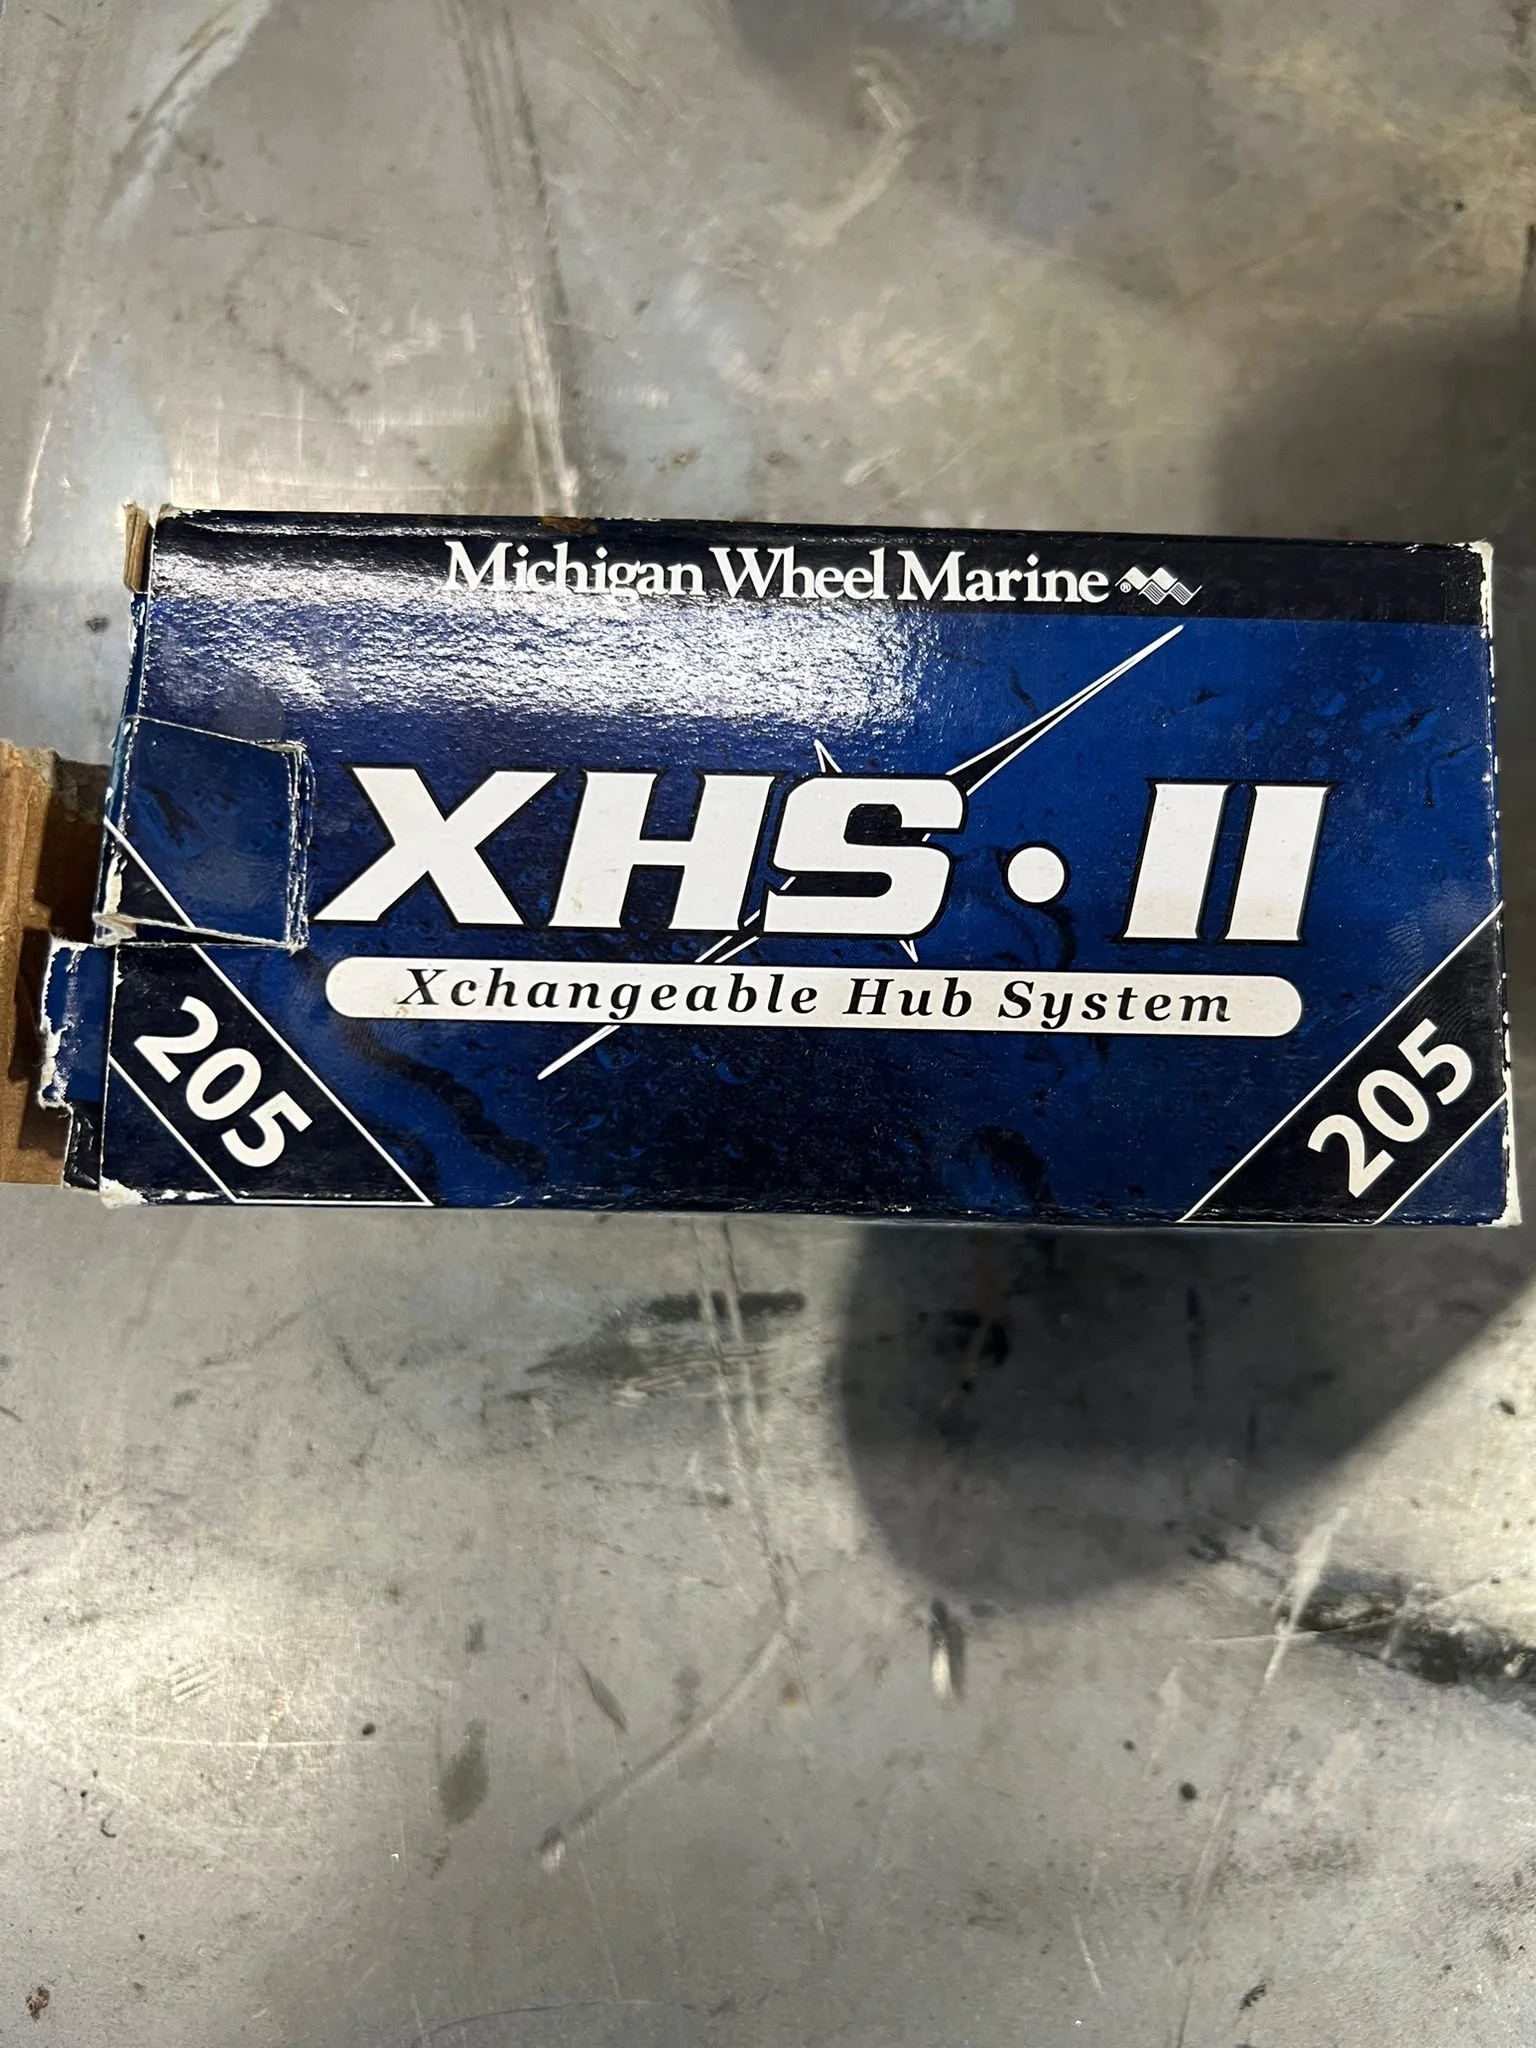 Michigan Wheel Marine®
XHS•II
Xchangeable Hub System
205
205